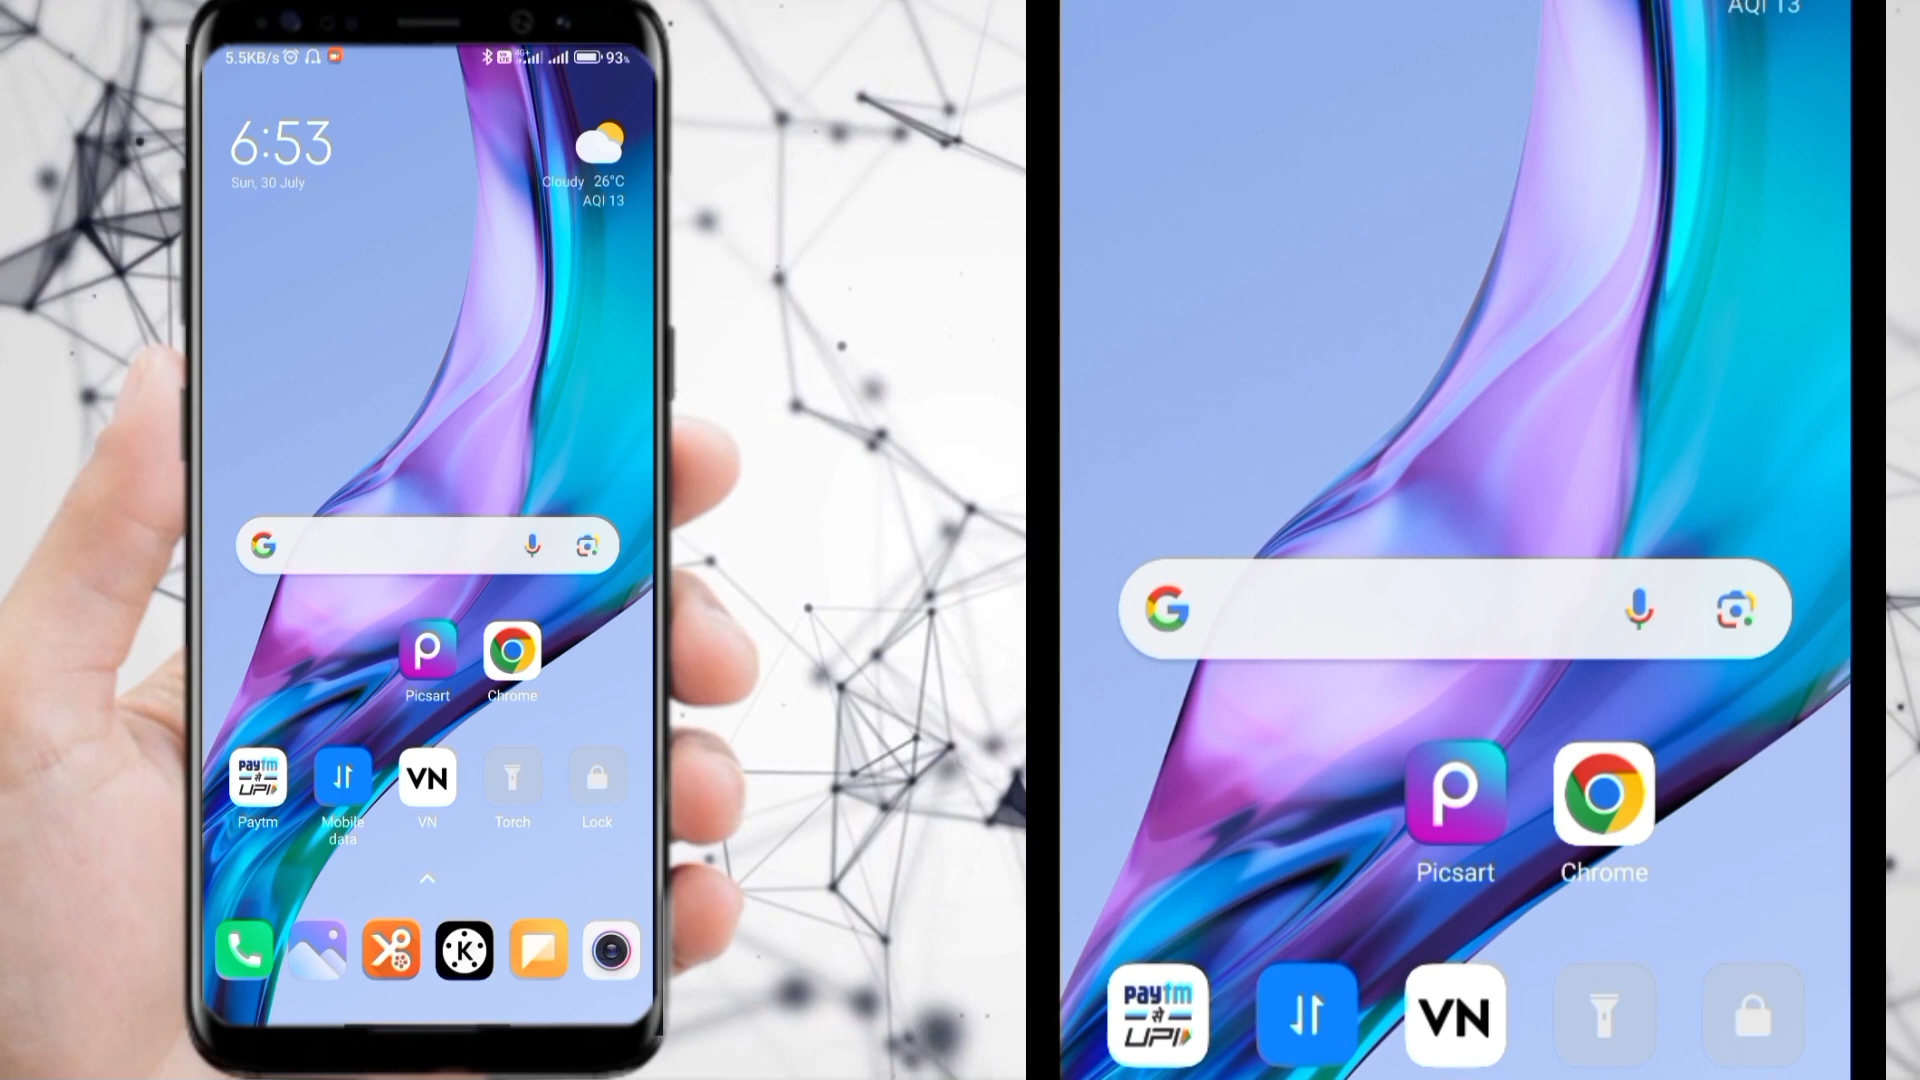 5.5KB/s
4G+
93%
6:53
Sun, 30 July
Cloudy 26°C
AQI 13
Picsart
Chrome
paytm
से
UPI
VN
Paytm
Mobile
data
VN
Torch
Lock
K
AQI 13
Picsart
Chrome
paytm
से
UPI
VN